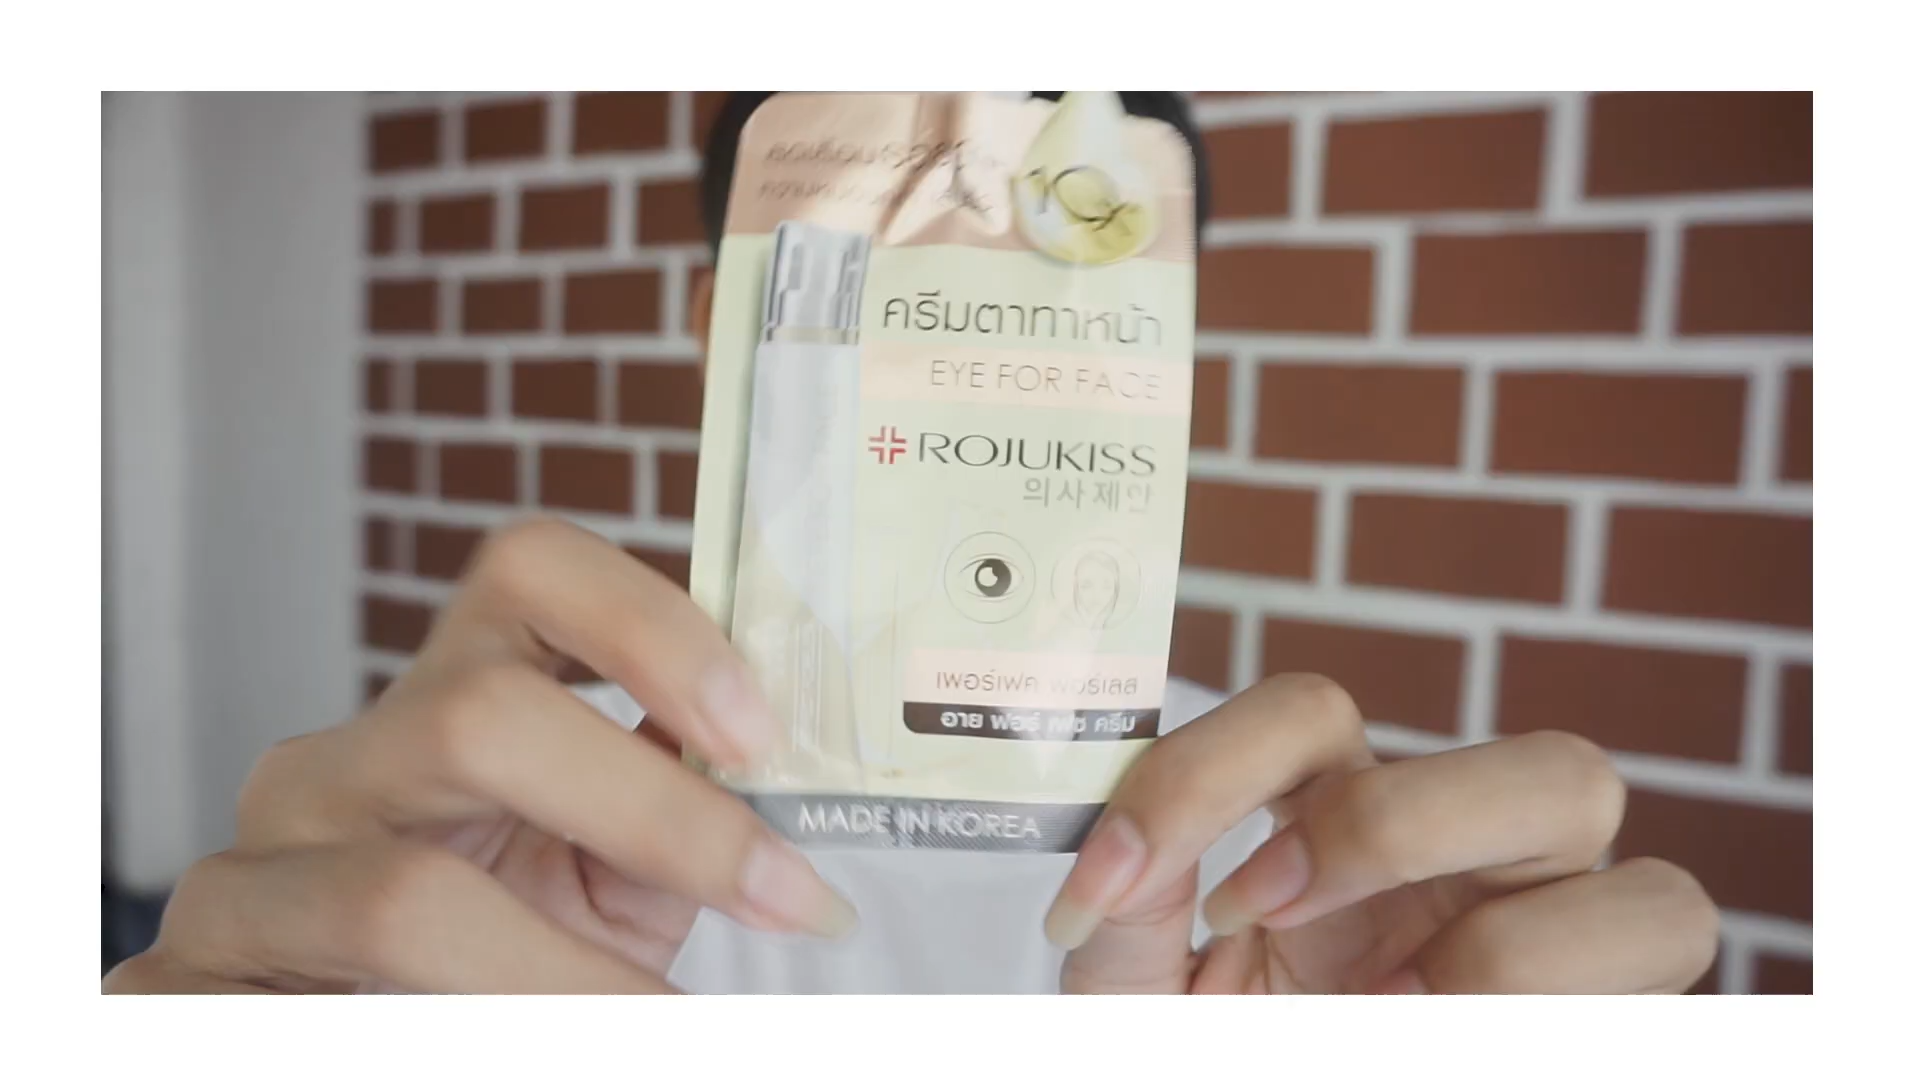 10x
ครีมตาทาหน้า
EYE FOR FACE
ROJUKISS
의사제안
เพอร์เฟค พอร์เลส
อาย ฟอร์ เฟซ ครีม
MADE IN KOREA